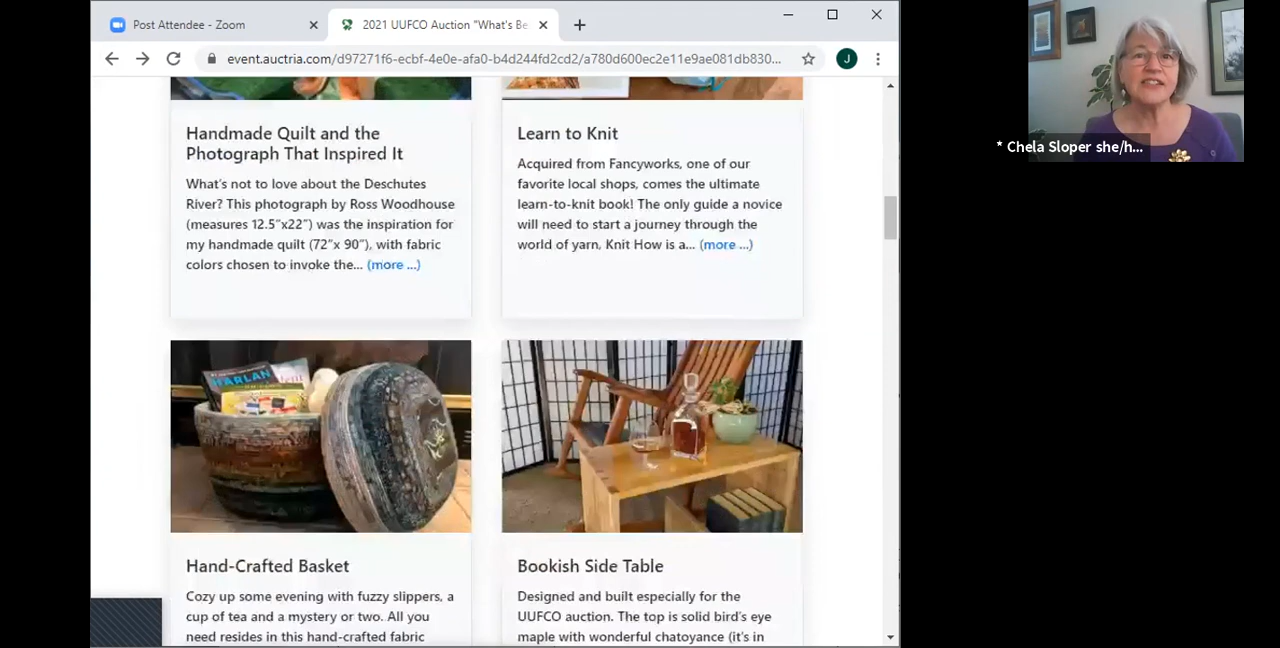 Post Attendee - Zoom
2021 UUFCO Auction "What's Be
event.auctria.com/d97271f6-ecbf-4e0e-afa0-b4d244fd2cd2/a780d600ec2e11e9ae081db830...
J
* Chela Sloper she/h...
Handmade Quilt and the
Photograph That Inspired It
What's not to love about the Deschutes
River? This photograph by Ross Woodhouse
(measures 12.5"x22") was the inspiration for
my handmade quilt (72"x 90"), with fabric
colors chosen to invoke the... (more ...)
Learn to Knit
Acquired from Fancyworks, one of our
favorite local shops, comes the ultimate
learn-to-knit book! The only guide a novice
will need to start a journey through the
world of yarn, Knit How is a... (more ...)
HARLAN
Hand-Crafted Basket
Cozy up some evening with fuzzy slippers, a
cup of tea and a mystery or two. All you
need resides in this hand-crafted fabric
Bookish Side Table
Designed and built especially for the
UUFCO auction. The top is solid bird's eye
maple with wonderful chatoyance (it's in